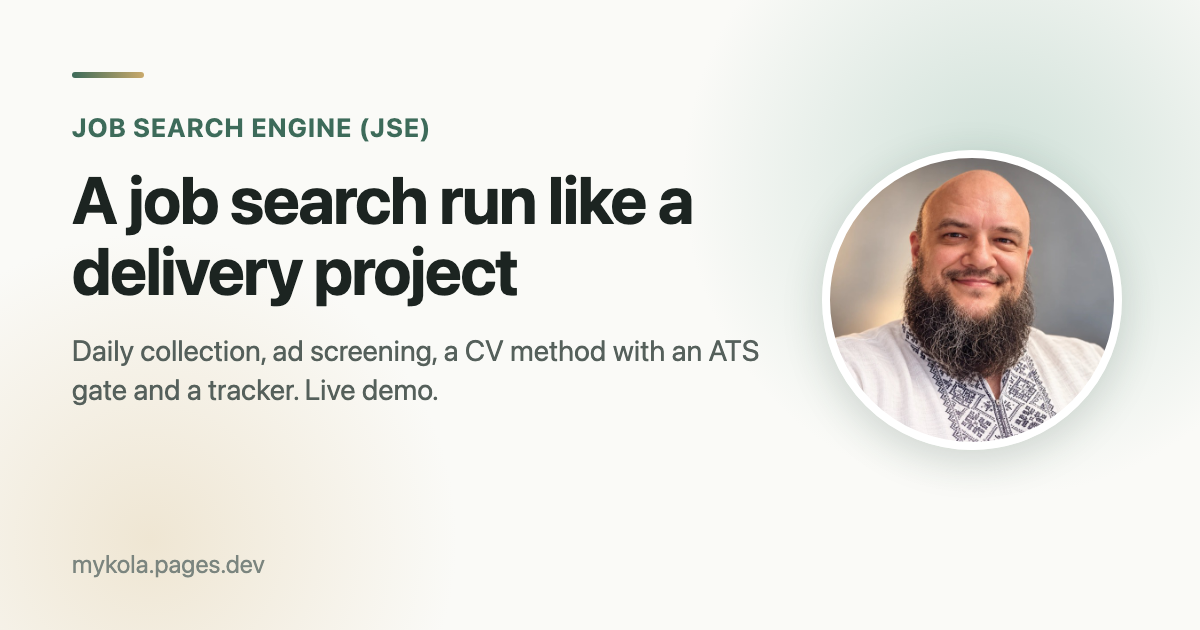 JOB SEARCH ENGINE (JSE)
A job search run like a
delivery project
Daily collection, ad screening, a CV method with an ATS
gate and a tracker. Live demo.
mykola.pages.dev